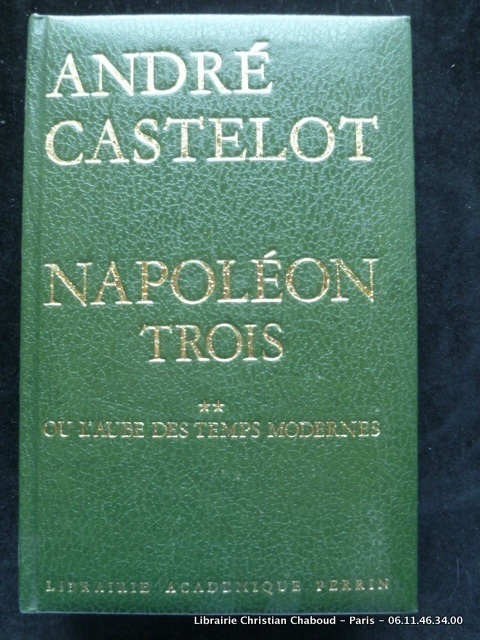 ANDRÉ
CASTELOT
NAPOLÉON
TROIS
**
OU L'AUBE DES TEMPS MODERNES
LIBRAIRIE ACADÉMIQUE PERRIN
Librairie Christian Chaboud – Paris – 06.11.46.34.00